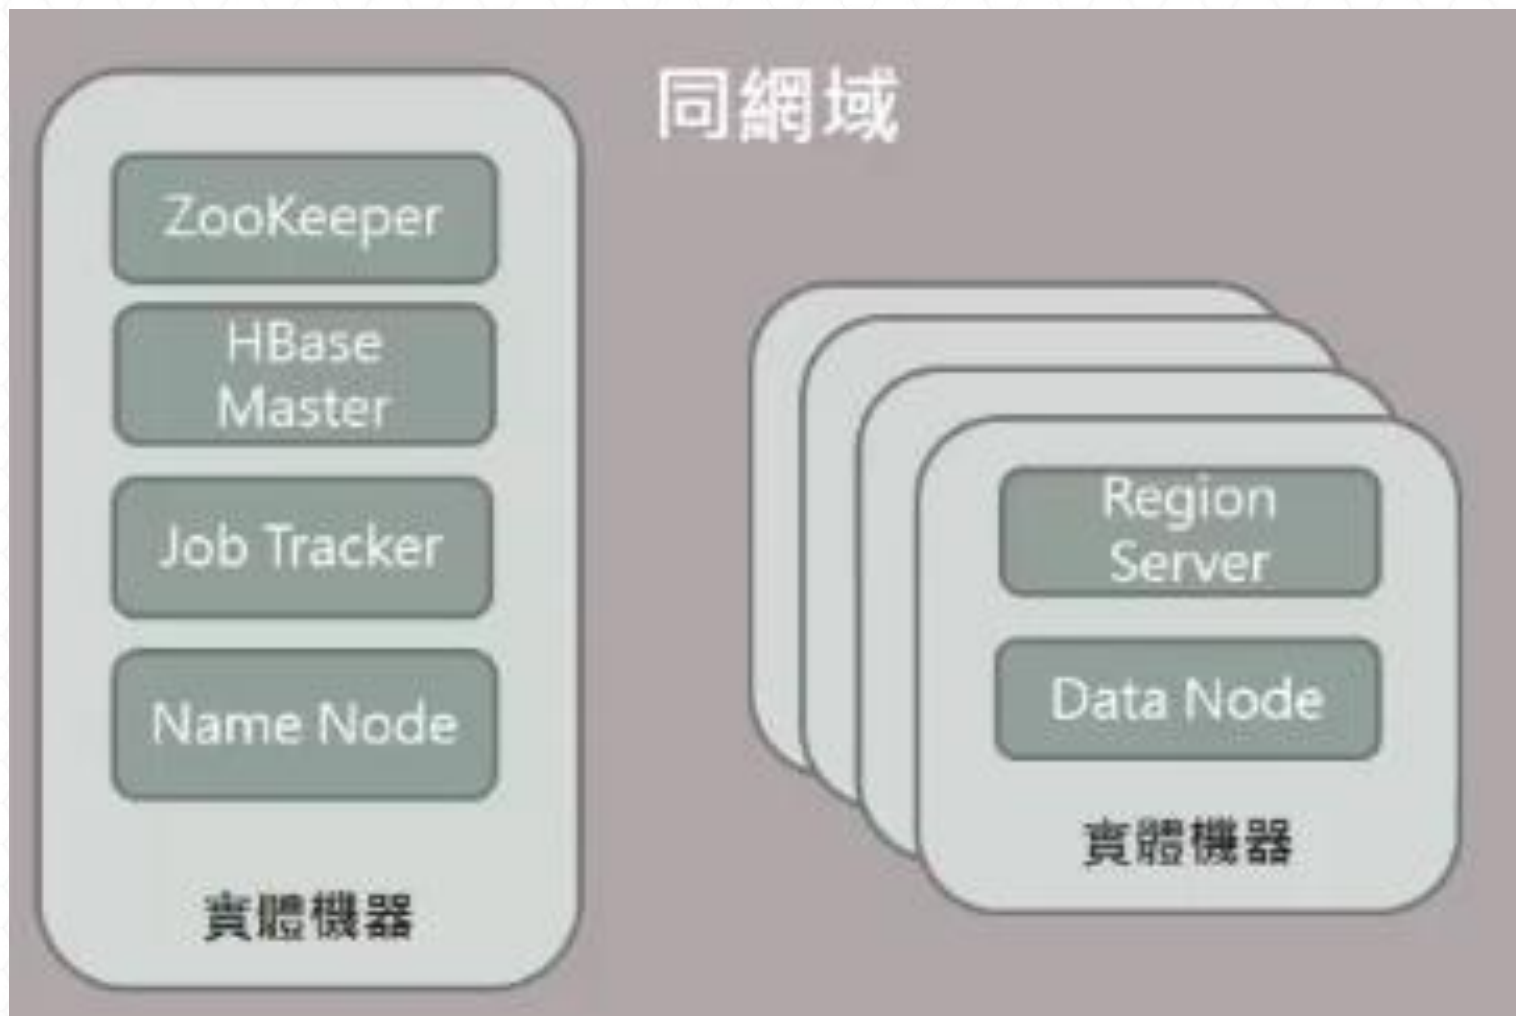 同網域
ZooKeeper
HBase
Master
Job Tracker
Name Node
實體機器
Region
Server
Data Node
實體機器